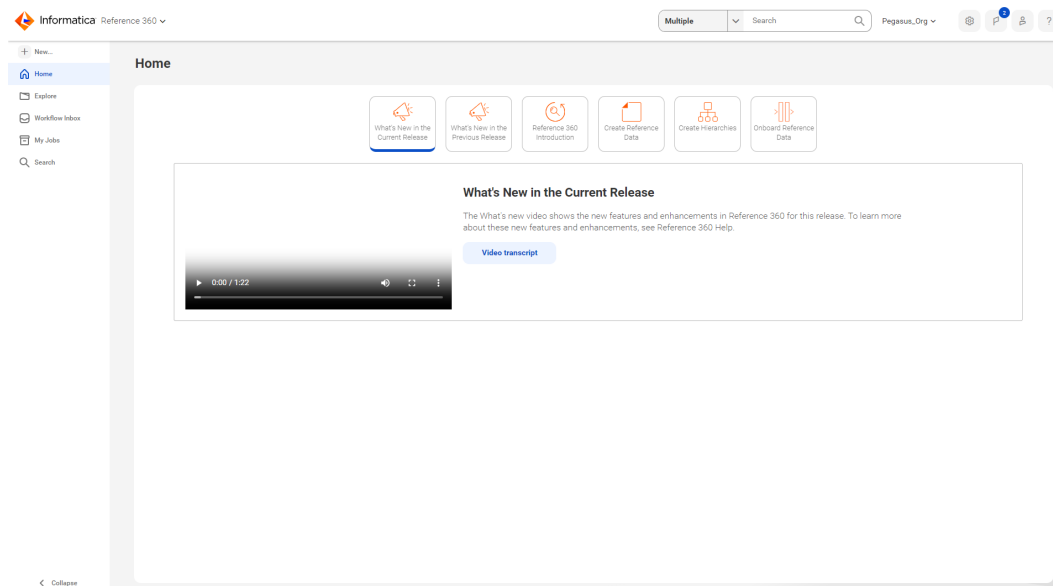 Informatica Reference 360
Multiple
Search
Pegasus_Org
2
?
New...
Home
Explore
Workflow Inbox
My Jobs
Search
Home
What's New in the
Current Release
What's New in the
Previous Release
Reference 360
Introduction
Create Reference
Data
Create Hierarchies
Onboard Reference
Data
What's New in the Current Release
The What's new video shows the new features and enhancements in Reference 360 for this release. To learn more
about these new features and enhancements, see Reference 360 Help.
Video transcript
0:00 / 1:22
Collapse